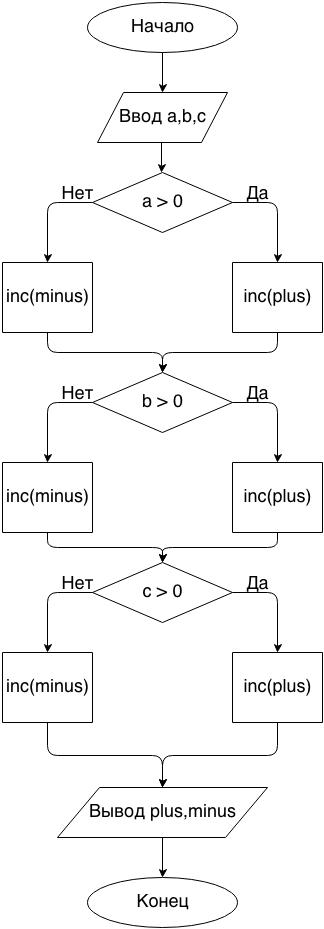 Начало
Ввод a,b,c
Нет
Да
a > 0
inc(minus)
inc(plus)
Нет
Да
b > 0
inc(minus)
inc(plus)
Нет
Да
c > 0
inc(minus)
inc(plus)
Вывод plus,minus
Конец